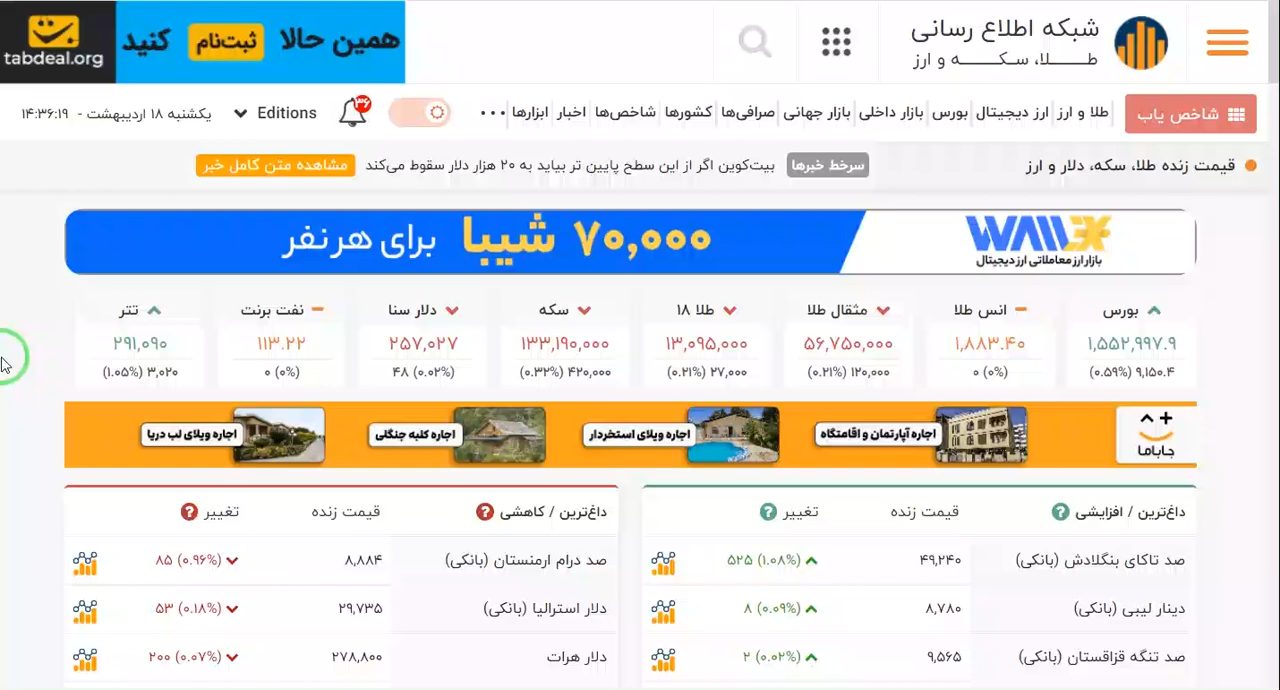 شبکه اطلاع رسانی
طـــلا، سـکـــه و ارز
همین حالا ثبت‌نام کنید
tabdeal.org
شاخص یاب
طلا و ارز
ارز دیجیتال
بورس
بازار داخلی
بازار جهانی
صرافی‌ها
کشورها
شاخص‌ها
اخبار
ابزارها
۳۶
Editions
یکشنبه ۱۸ اردیبهشت - ۱۴:۳۶:۱۹
قیمت زنده طلا، سکه، دلار و ارز
سرخط خبرها
بیت‌کوین اگر از این سطح پایین تر بیاید به ۲۰ هزار دلار سقوط می‌کند
مشاهده متن کامل خبر
WALLEX
بازار ارز معاملاتی ارز دیجیتال
۷۰,۰۰۰ شیبا برای هر نفر
بورس
۱,۵۵۲,۹۹۷.۹
(۰.۵۹%) ۹,۱۵۰.۴
انس طلا
۱,۸۸۳.۴۰
۰ (۰%)
مثقال طلا
۵۶,۷۵۰,۰۰۰
(۰.۲۱%) ۱۲۰,۰۰۰
طلا ۱۸
۱۳,۰۹۵,۰۰۰
(۰.۲۱%) ۲۷,۰۰۰
سکه
۱۳۳,۱۹۰,۰۰۰
(۰.۳۲%) ۴۲۰,۰۰۰
دلار سنا
۲۵۷,۰۲۷
۴۸ (۰.۰۲%)
نفت برنت
۱۱۳.۲۲
۰ (۰%)
تتر
۲۹۱,۰۹۰
(۱.۰۵%) ۳,۰۲۰
جاباما
اجاره آپارتمان و اقامتگاه
اجاره ویلای استخردار
اجاره کلبه جنگلی
اجاره ویلای لب دریا
داغ‌ترین / افزایشی
قیمت زنده
تغییر
صد تاکای بنگلادش (بانکی)
۴۹,۲۴۰
۵۲۵ (۱.۰۸%)
دینار لیبی (بانکی)
۸,۷۸۰
۸ (۰.۰۹%)
صد تنگه قزاقستان (بانکی)
۹,۵۶۵
۲ (۰.۰۲%)
داغ‌ترین / کاهشی
قیمت زنده
تغییر
صد درام ارمنستان (بانکی)
۸,۸۸۴
۸۵ (۰.۹۶%)
دلار استرالیا (بانکی)
۲۹,۷۳۵
۵۳ (۰.۱۸%)
دلار هرات
۲۷۸,۸۰۰
۲۰۰ (۰.۰۷%)